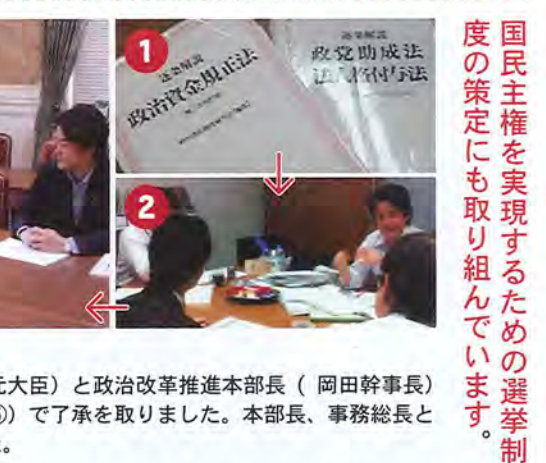 国民主権を実現するための選挙制
度の策定にも取り組んでいます。
1
逐条解説
政治資金規正法
逐条解説
政党助成法
法人格付与法
2
元大臣）と政治改革推進本部長（ 岡田幹事長）
）で了承を取りました。本部長、事務総長と
。